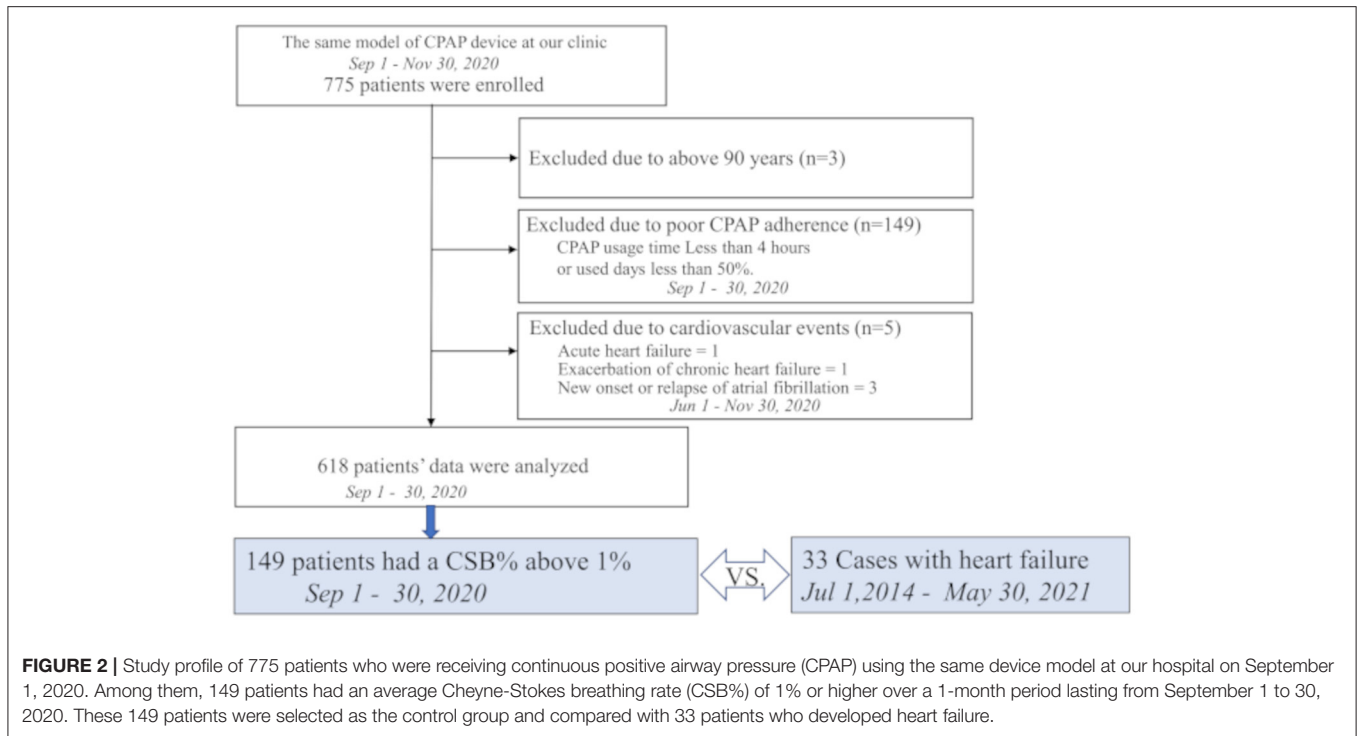 The same model of CPAP device at our clinic
Sep 1 - Nov 30, 2020
775 patients were enrolled
Excluded due to above 90 years (n=3)
Excluded due to poor CPAP adherence (n=149)
CPAP usage time Less than 4 hours
or used days less than 50%.
Sep 1 - 30, 2020
Excluded due to cardiovascular events (n=5)
Acute heart failure = 1
Exacerbation of chronic heart failure = 1
New onset or relapse of atrial fibrillation = 3
Jun 1 - Nov 30, 2020
618 patients' data were analyzed
Sep 1 - 30, 2020
149 patients had a CSB% above 1%
Sep 1 - 30, 2020
VS.
33 Cases with heart failure
Jul 1,2014 - May 30, 2021
FIGURE 2 | Study profile of 775 patients who were receiving continuous positive airway pressure (CPAP) using the same device model at our hospital on September
1, 2020. Among them, 149 patients had an average Cheyne-Stokes breathing rate (CSB%) of 1% or higher over a 1-month period lasting from September 1 to 30,
2020. These 149 patients were selected as the control group and compared with 33 patients who developed heart failure.